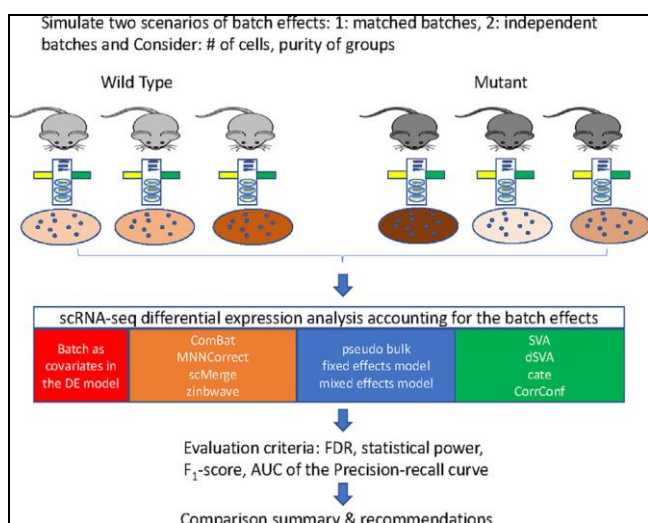 Simulate two scenarios of batch effects: 1: matched batches, 2: independent
batches and Consider: # of cells, purity of groups
Wild Type
Mutant
scRNA-seq differential expression analysis accounting for the batch effects
Batch as
covariates in
the DE model
ComBat
MNNCorrect
scMerge
zinbwave
pseudo bulk
fixed effects model
mixed effects model
SVA
dSVA
cate
CorrConf
Evaluation criteria: FDR, statistical power,
F₁-score, AUC of the Precision-recall curve
Comparison summary & recommendations